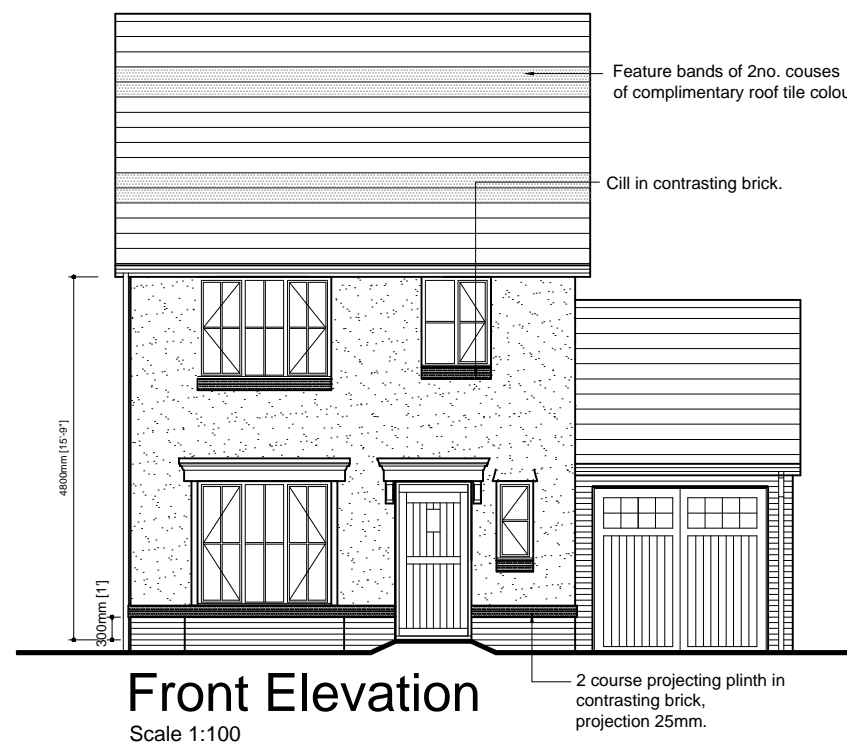 Feature bands of 2no. couses
of complimentary roof tile colou
Cill in contrasting brick.
4800mm [15'-9"]
300mm [1']
2 course projecting plinth in
contrasting brick,
projection 25mm.
Front Elevation
Scale 1:100